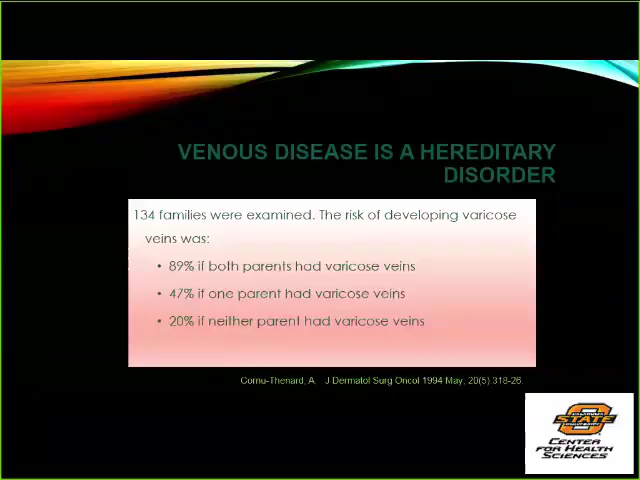 VENOUS DISEASE IS A HEREDITARY
DISORDER
134 families were examined. The risk of developing varicose
veins was:
• 89% if both parents had varicose veins
• 47% if one parent had varicose veins
• 20% if neither parent had varicose veins
Cornu-Thenard, A. J Dermatol Surg Oncol 1994 May, 20(5) 318-26.
STATE
CENTER
FOR HEALTH
SCIENCES